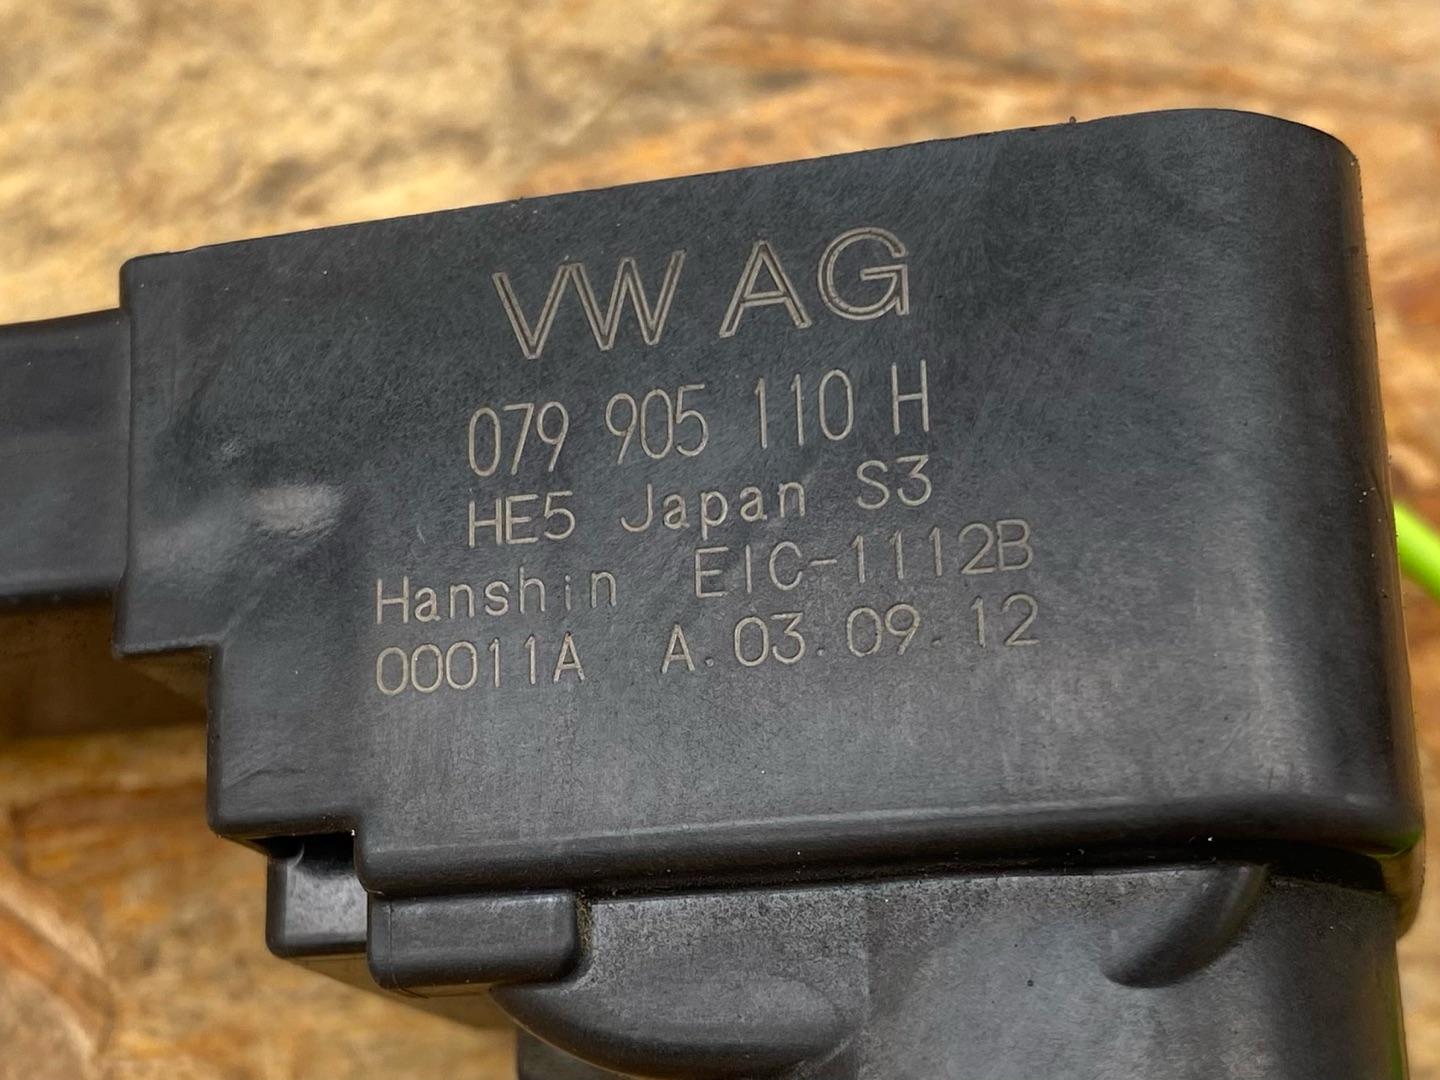 VW AG
079 905 110 H
HE5 Japan S3
Hanshin EIC-1112B
00011A A.03.09.12